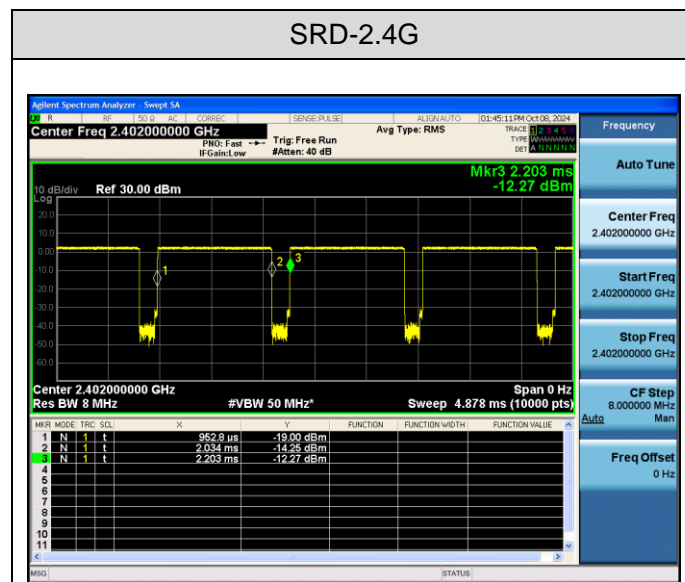 SRD-2.4G
Agilent Spectrum Analyzer - Swept SA
LXI R RF 50 Ω AC CORREC SENSE:PULSE ALIGN AUTO 01:45:11 PM Oct 08, 2024
Center Freq 2.402000000 GHz
PNO: Fast
IFGain:Low
Trig: Free Run
#Atten: 40 dB
Avg Type: RMS
TRACE 1 2 3 4 5 6
TYPE
DET A N N N N N
Mkr3 2.203 ms
-12.27 dBm
10 dB/div Ref 30.00 dBm
Log
20.0
10.0
0.00
-10.0
-20.0
-30.0
-40.0
-50.0
-60.0
1
2
3
Center 2.402000000 GHz Span 0 Hz
Res BW 8 MHz #VBW 50 MHz* Sweep 4.878 ms (10000 pts)
MKR MODE TRC SCL X Y FUNCTION FUNCTION WIDTH FUNCTION VALUE
1 N 1 t 952.8 µs -19.00 dBm
2 N 1 t 2.034 ms -14.25 dBm
3 N 1 t 2.203 ms -12.27 dBm
4
5
6
7
8
9
10
11
MSG STATUS
Frequency
Auto Tune
Center Freq
2.402000000 GHz
Start Freq
2.402000000 GHz
Stop Freq
2.402000000 GHz
CF Step
8.000000 MHz
Auto Man
Freq Offset
0 Hz